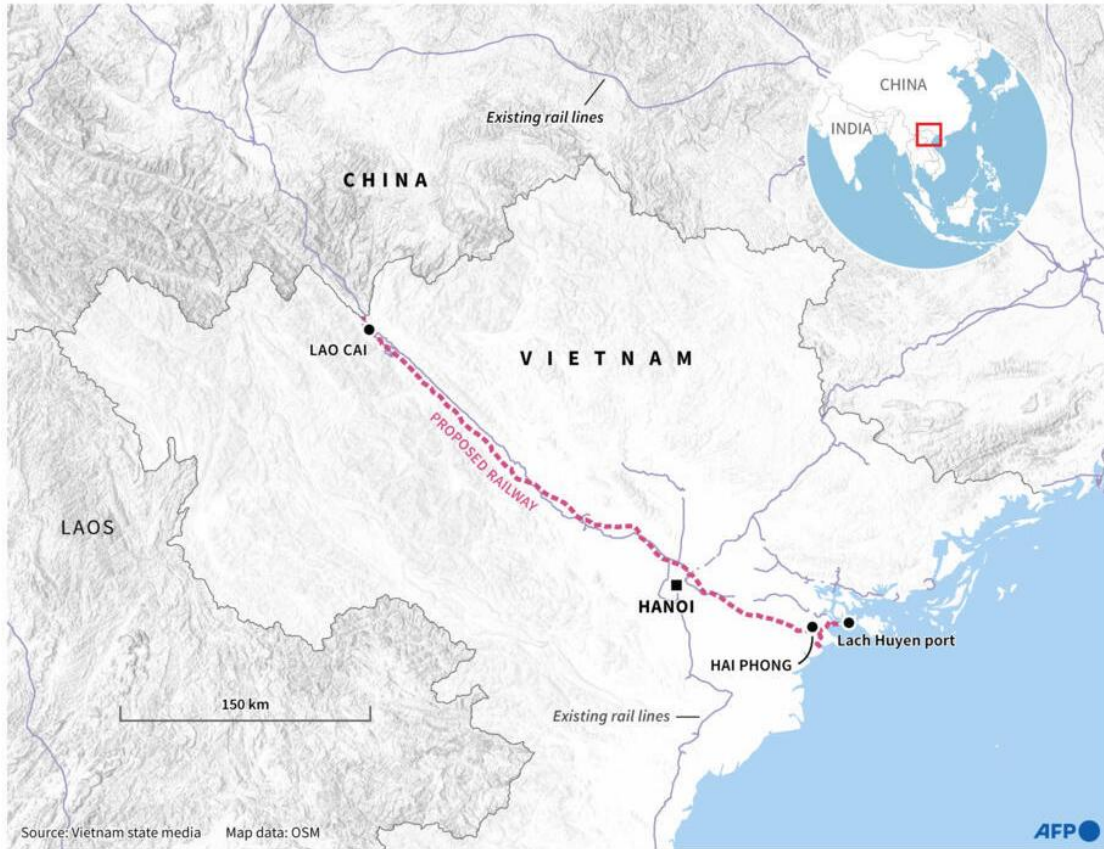 CHINA
INDIA
Existing rail lines
CHINA
LAO CAI
VIETNAM
PROPOSED RAILWAY
LAOS
HANOI
Lach Huyen port
HAI PHONG
150 km
Existing rail lines
Source: Vietnam state media Map data: OSM
AFP